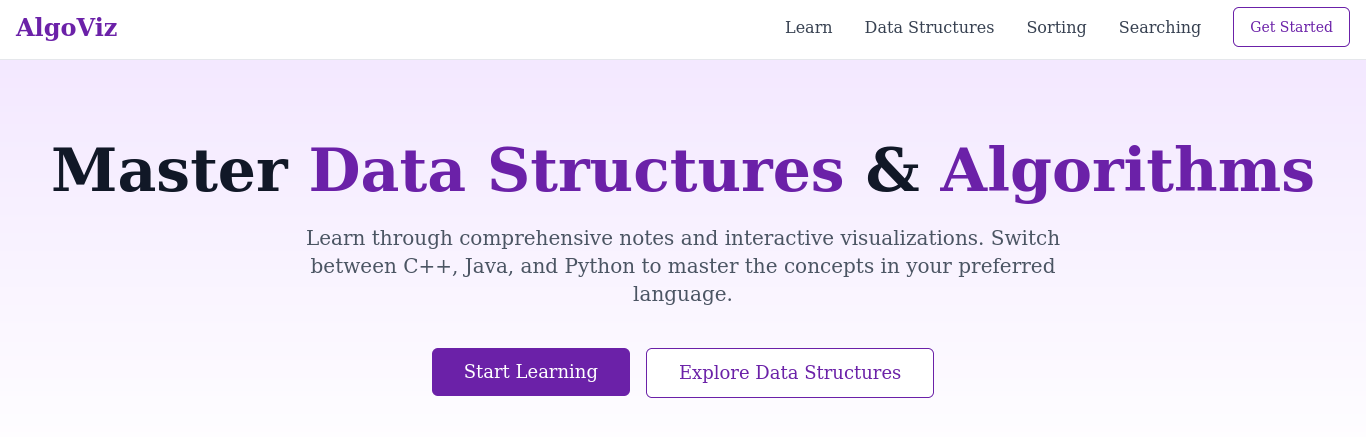 AlgoViz
Learn Data Structures Sorting Searching Get Started
Master Data Structures & Algorithms
Learn through comprehensive notes and interactive visualizations. Switch
between C++, Java, and Python to master the concepts in your preferred
language.
Start Learning
Explore Data Structures